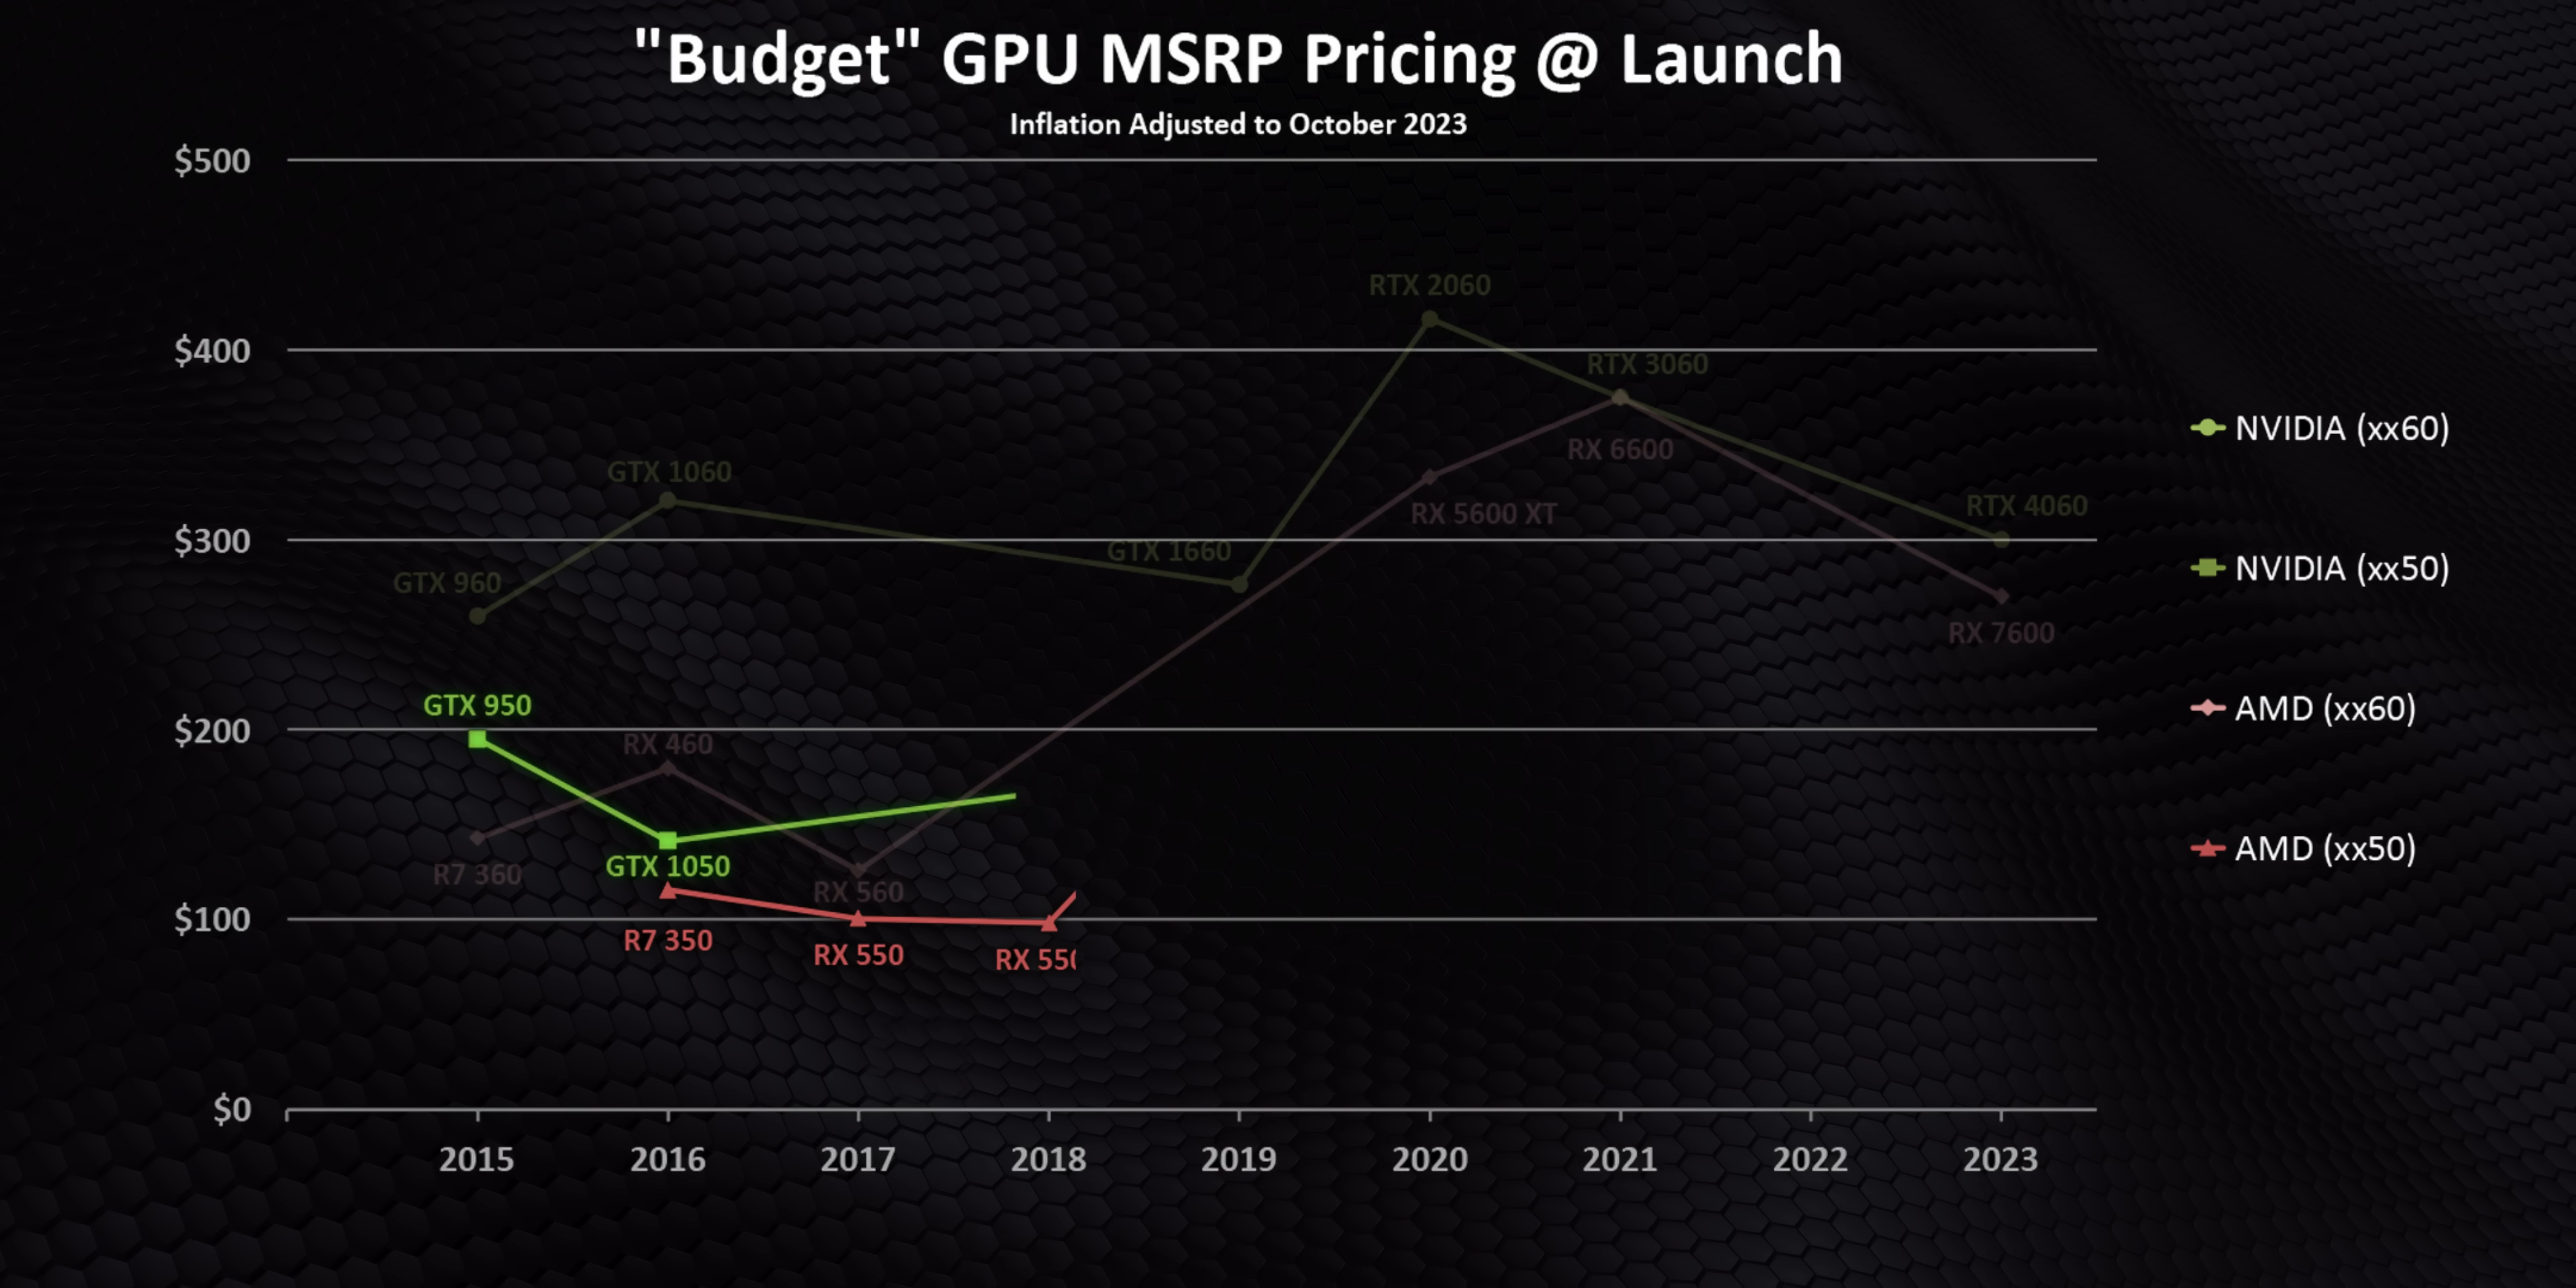 "Budget" GPU MSRP Pricing @ Launch
Inflation Adjusted to October 2023
$500
$400
$300
$200
$100
$0
RTX 2060
RTX 3060
GTX 1060
RX 6600
RTX 4060
RX 5600 XT
GTX 1660
GTX 960
RX 7600
GTX 950
RX 460
GTX 1050
R7 360
RX 560
R7 350
RX 550
RX 550
2015
2016
2017
2018
2019
2020
2021
2022
2023
NVIDIA (xx60)
NVIDIA (xx50)
AMD (xx60)
AMD (xx50)